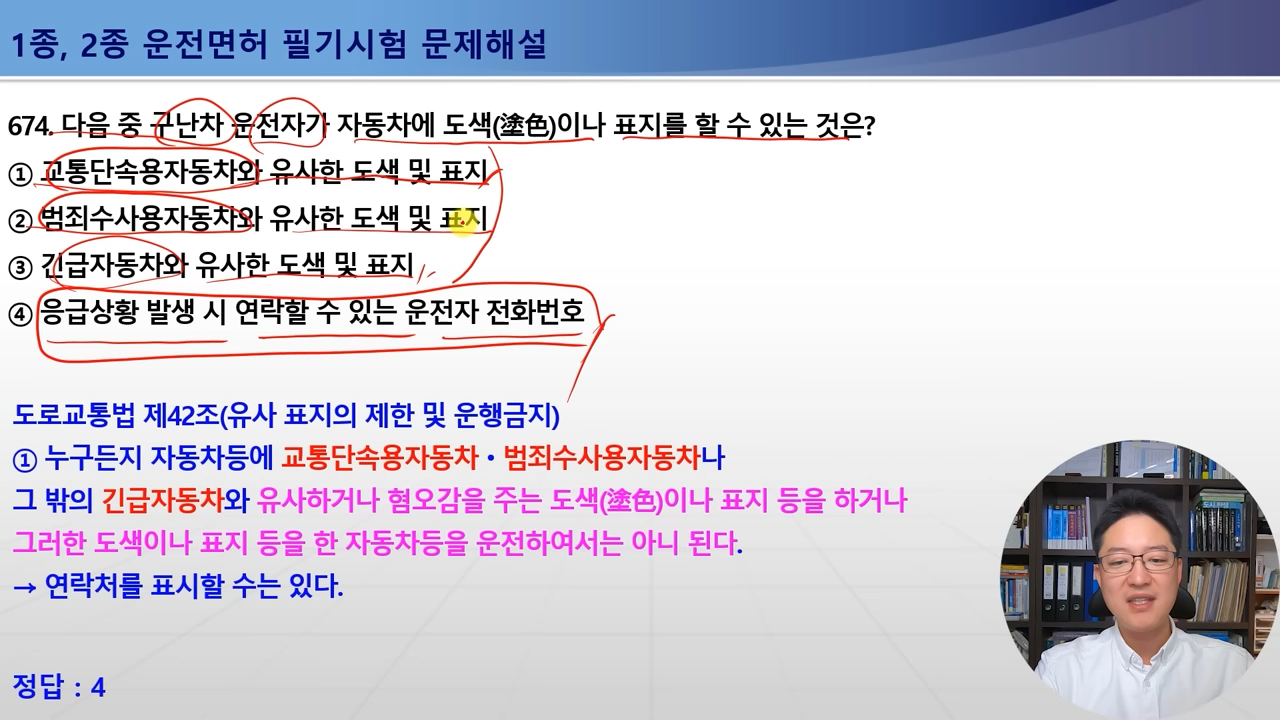 1종, 2종 운전면허 필기시험 문제해설
674. 다음 중 구난차 운전자가 자동차에 도색(塗色)이나 표지를 할 수 있는 것은?
① 교통단속용자동차와 유사한 도색 및 표지
② 범죄수사용자동차와 유사한 도색 및 표지
③ 긴급자동차와 유사한 도색 및 표지
④ 응급상황 발생 시 연락할 수 있는 운전자 전화번호
도로교통법 제42조(유사 표지의 제한 및 운행금지)
① 누구든지 자동차등에 교통단속용자동차·범죄수사용자동차나
그 밖의 긴급자동차와 유사하거나 혐오감을 주는 도색(塗色)이나 표지 등을 하거나
그러한 도색이나 표지 등을 한 자동차등을 운전하여서는 아니 된다.
→ 연락처를 표시할 수는 있다.
정답 : 4